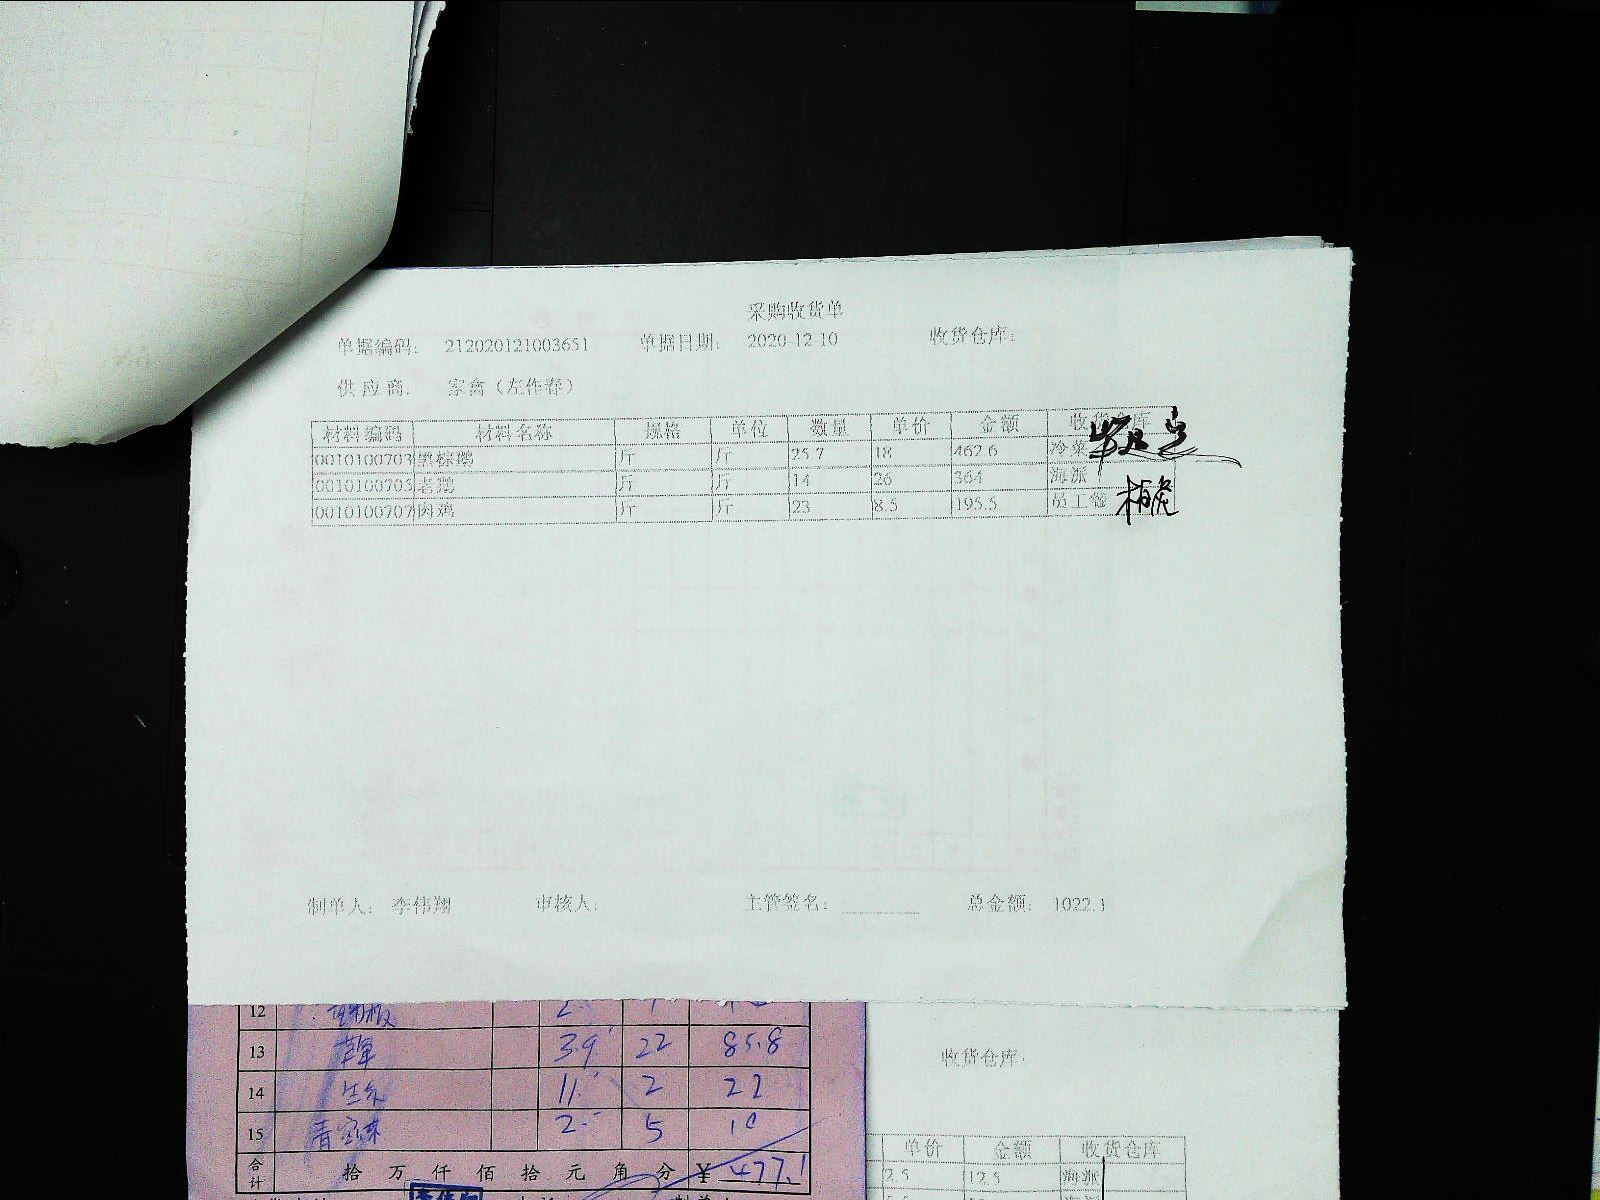 采购收货单
单据编码: 212020121003651 单据日期: 2020-12-10 收货仓库:
供应商: 家禽(左作春)
材料编码 材料名称 规格 单位 数量 单价 金额 收货仓库
0010100703 黑棕鹅 斤 斤 25.7 18 462.6 冷菜
0010100705 老鹅 斤 斤 14 26 364 海派
0010100707 肉鸡 斤 斤 23 8.5 195.5 员工餐
制单人: 李伟翔 审核人: 主管签名: 总金额: 1022.1
12
13 3.9 22 85.8
14 11 2 22
15 2 5 10
合计 拾 万 仟 佰 拾 元 角 分 ¥ 477.1
收货仓库:
单价 金额 收货仓库
2.5 12.5 海派